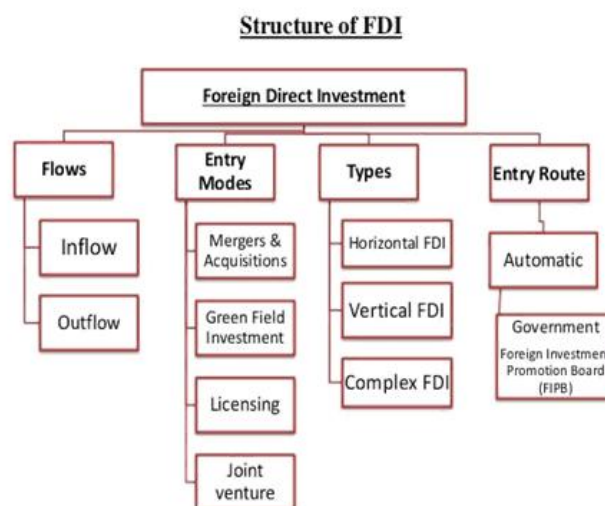 Structure of FDI
Foreign Direct Investment
Flows
Inflow
Outflow
Entry
Modes
Mergers &
Acquisitions
Green Field
Investment
Licensing
Joint
venture
Types
Horizontal FDI
Vertical FDI
Complex FDI
Entry Route
Automatic
Government
Foreign Investment
Promotion Board
(FIPB)